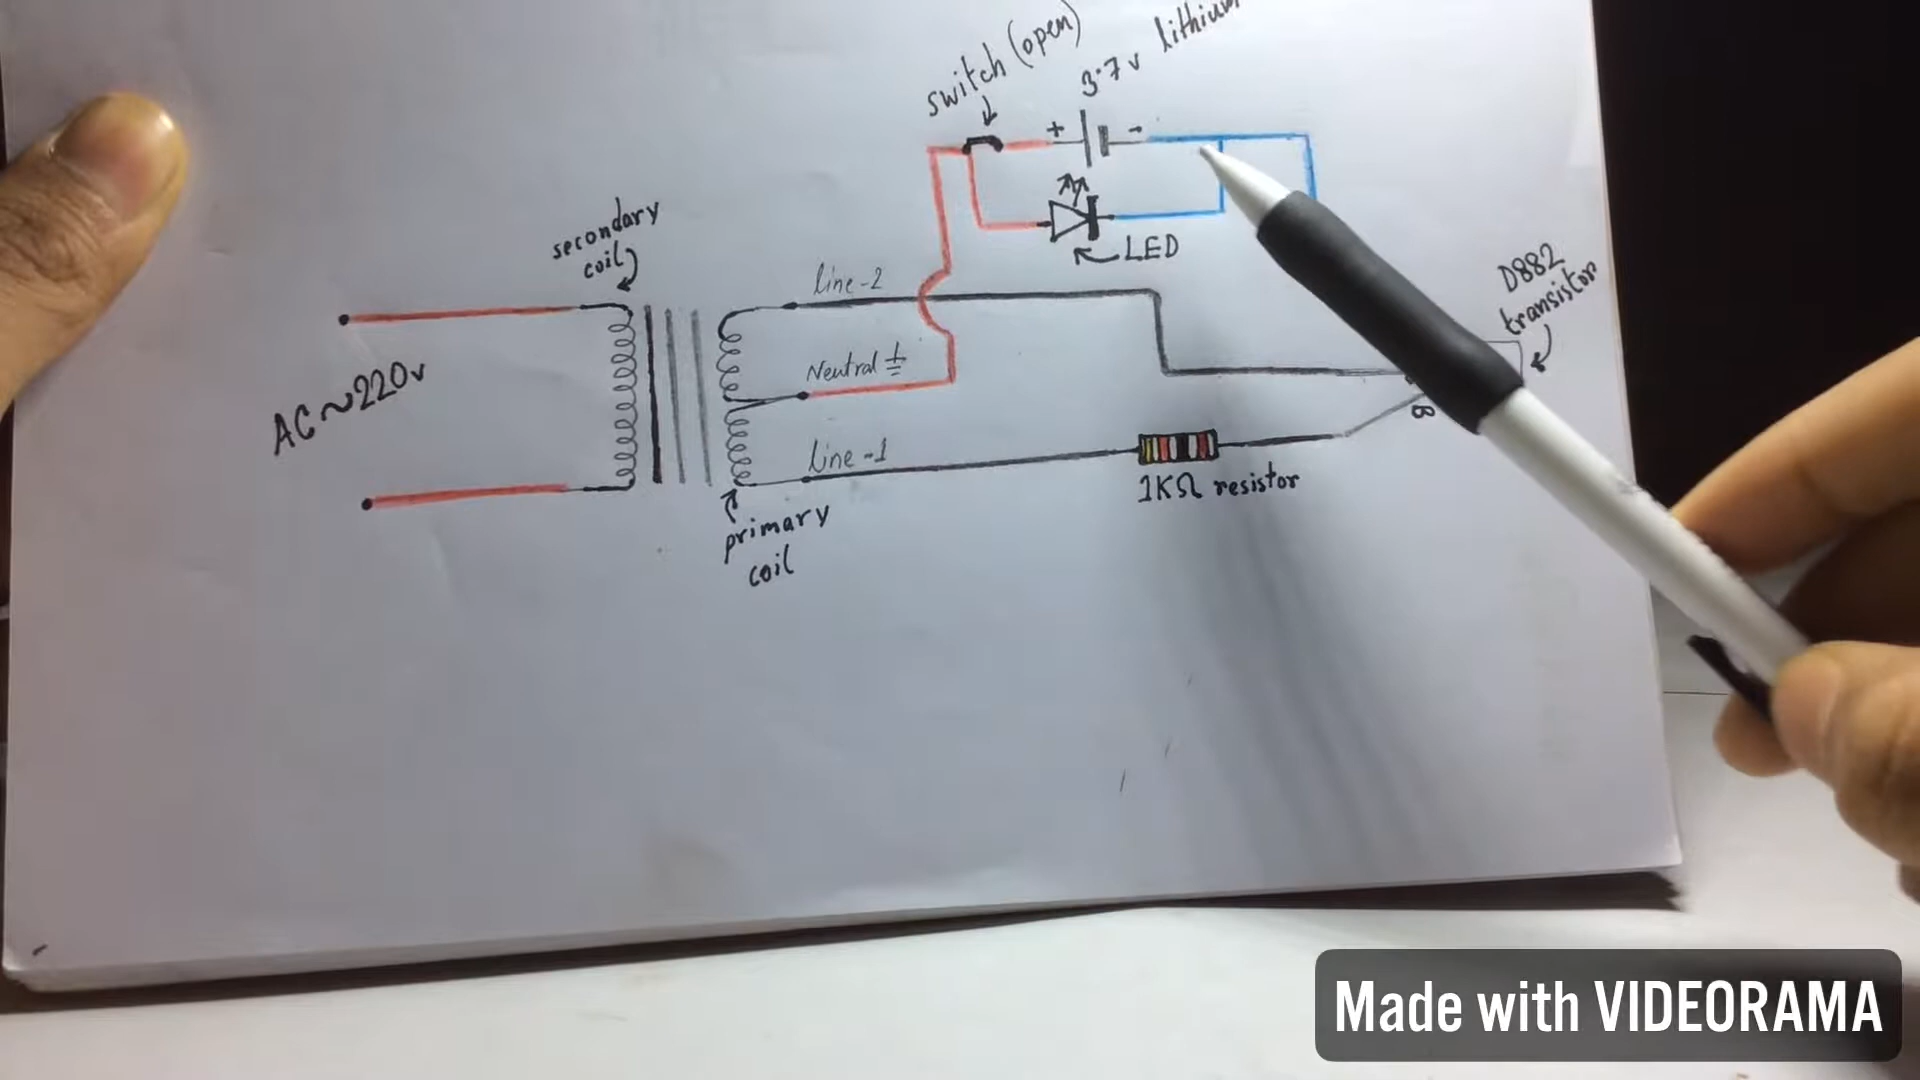 switch (open)
3.7v lithium
+
-
LED
secondary
coil
line-2
D882
transistor
Neutral
AC ~ 220v
B
line-1
1KΩ resistor
primary
coil
Made with VIDEORAMA